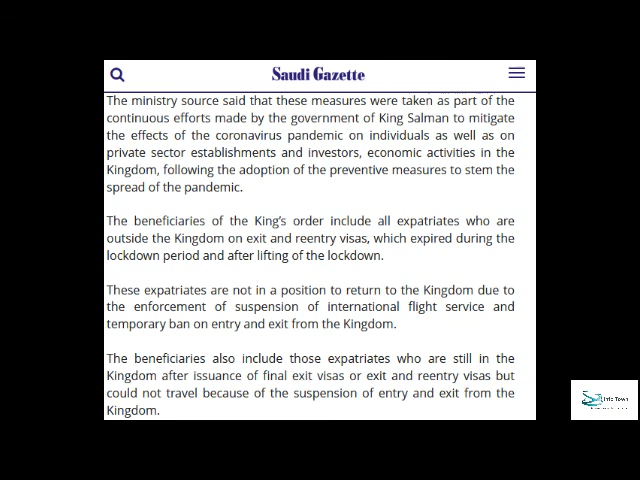 Saudi Gazette
The ministry source said that these measures were taken as part of the
continuous efforts made by the government of King Salman to mitigate
the effects of the coronavirus pandemic on individuals as well as on
private sector establishments and investors, economic activities in the
Kingdom, following the adoption of the preventive measures to stem the
spread of the pandemic.
The beneficiaries of the King's order include all expatriates who are
outside the Kingdom on exit and reentry visas, which expired during the
lockdown period and after lifting of the lockdown.
These expatriates are not in a position to return to the Kingdom due to
the enforcement of suspension of international flight service and
temporary ban on entry and exit from the Kingdom.
The beneficiaries also include those expatriates who are still in the
Kingdom after issuance of final exit visas or exit and reentry visas but
could not travel because of the suspension of entry and exit from the
Kingdom.
Info Town